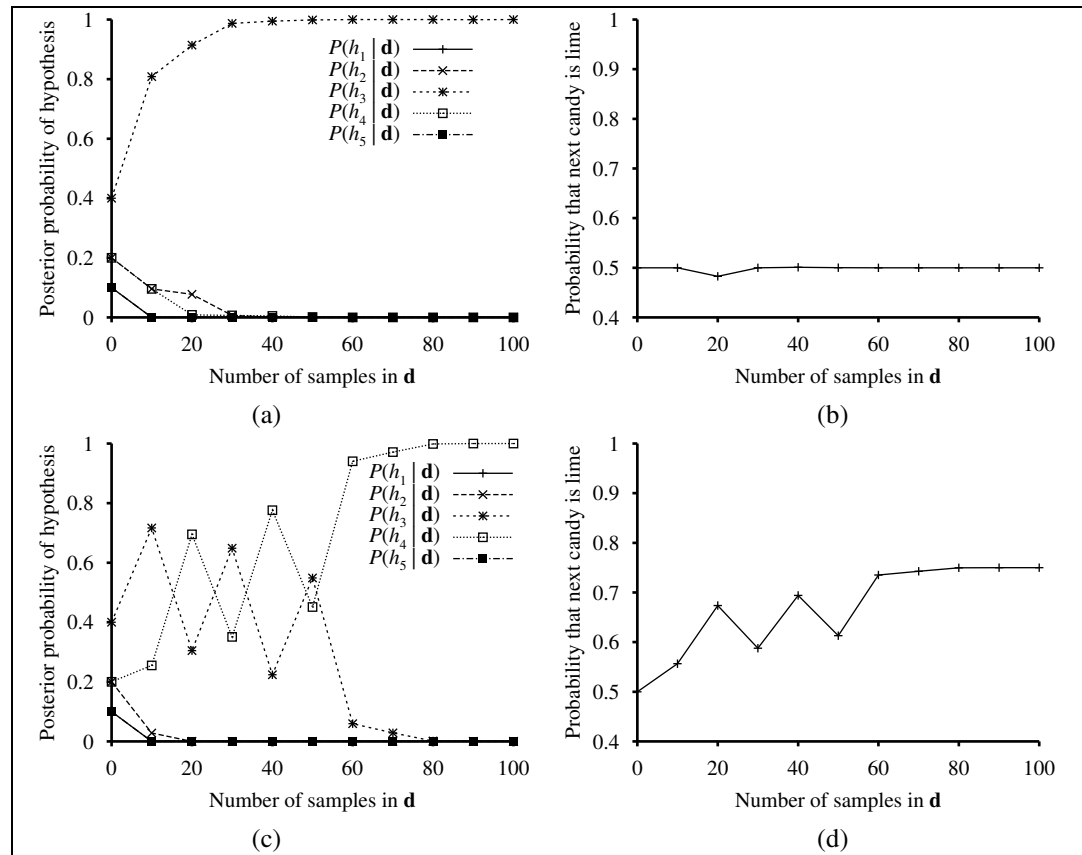 Posterior probability of hypothesis
1
0.8
0.6
0.4
0.2
0
P(h1 | d)
P(h2 | d)
P(h3 | d)
P(h4 | d)
P(h5 | d)
0 20 40 60 80 100
Number of samples in d
(a)
Probability that next candy is lime
1
0.9
0.8
0.7
0.6
0.5
0.4
0 20 40 60 80 100
Number of samples in d
(b)
Posterior probability of hypothesis
1
0.8
0.6
0.4
0.2
0
P(h1 | d)
P(h2 | d)
P(h3 | d)
P(h4 | d)
P(h5 | d)
0 20 40 60 80 100
Number of samples in d
(c)
Probability that next candy is lime
1
0.9
0.8
0.7
0.6
0.5
0.4
0 20 40 60 80 100
Number of samples in d
(d)